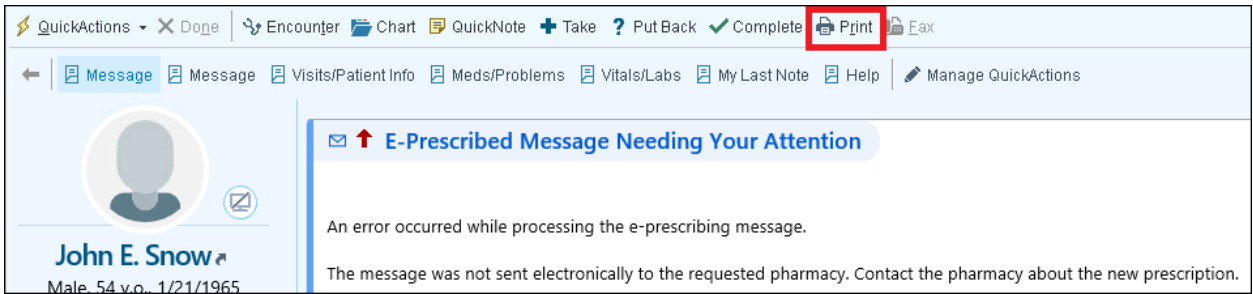 QuickActions Done Encounter Chart QuickNote Take ? Put Back Complete Print Fax
Message Message Visits/Patient Info Meds/Problems Vitals/Labs My Last Note Help Manage QuickActions
E-Prescribed Message Needing Your Attention
An error occurred while processing the e-prescribing message.
The message was not sent electronically to the requested pharmacy. Contact the pharmacy about the new prescription.
John E. Snow
Male, 54 y.o., 1/21/1965